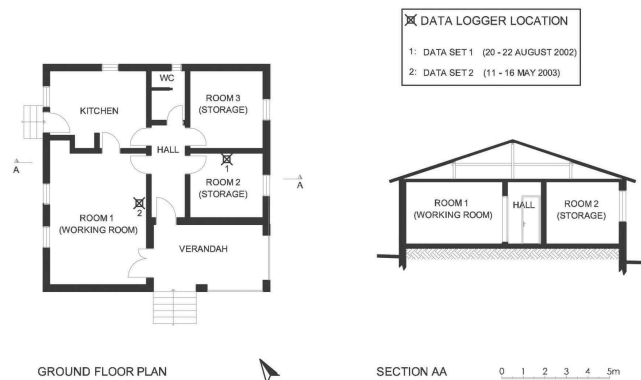 DATA LOGGER LOCATION
1: DATA SET 1 (20 - 22 AUGUST 2002)
2: DATA SET 2 (11 - 16 MAY 2003)
WC
KITCHEN
ROOM 3
(STORAGE)
HALL
A
A
1
2
ROOM 2
(STORAGE)
ROOM 1
(WORKING ROOM)
VERANDAH
ROOM 1
(WORKING ROOM)
HALL
ROOM 2
(STORAGE)
GROUND FLOOR PLAN
SECTION AA
0 1 2 3 4 5m